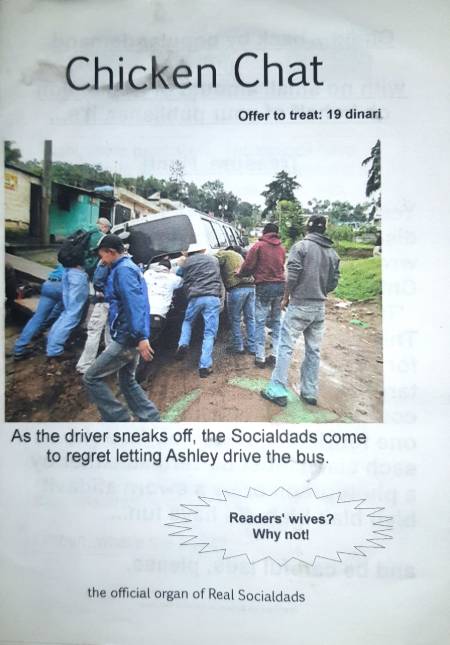 Chicken Chat
Offer to treat: 19 dinari
As the driver sneaks off, the Socialdads come
to regret letting Ashley drive the bus.
Readers' wives?
Why not!
the official organ of Real Socialdads